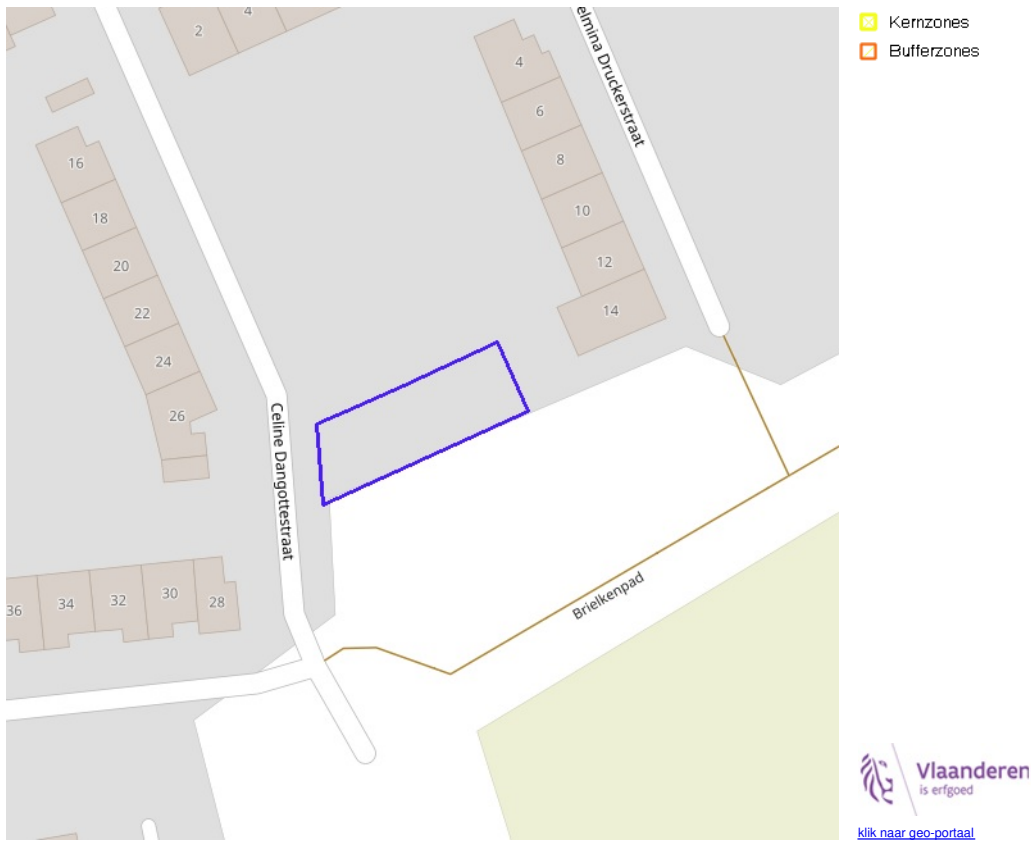 Kernzones
Bufferzones
2
4
elmina Druckerstraat
4
6
8
10
12
14
16
18
20
22
24
26
Celine Dangottestraat
36
34
32
30
28
Brielkenpad
Vlaanderen
is erfgoed
klik naar geo-portaal